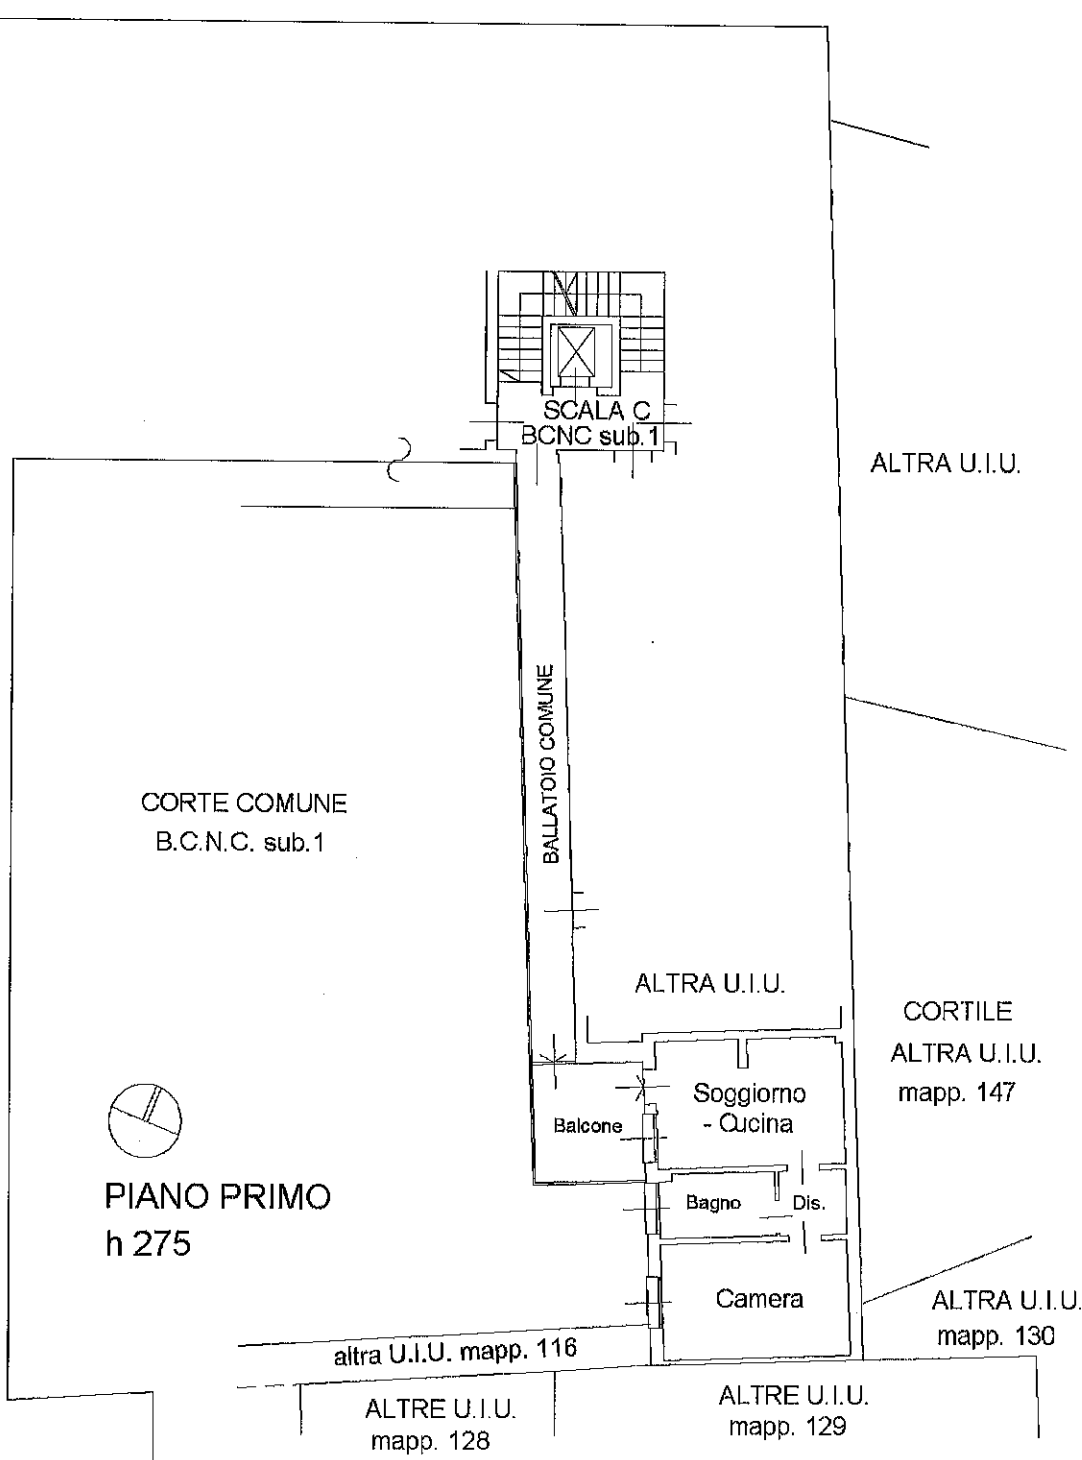 SCALA C
BCNC sub.1
ALTRA U.I.U.
BALLATOIO COMUNE
CORTE COMUNE
B.C.N.C. sub.1
ALTRA U.I.U.
CORTILE
ALTRA U.I.U.
mapp. 147
Soggiorno
- Cucina
Balcone
PIANO PRIMO
h 275
Bagno
Dis.
Camera
ALTRA U.I.U.
mapp. 130
altra U.I.U. mapp. 116
ALTRE U.I.U.
mapp. 128
ALTRE U.I.U.
mapp. 129